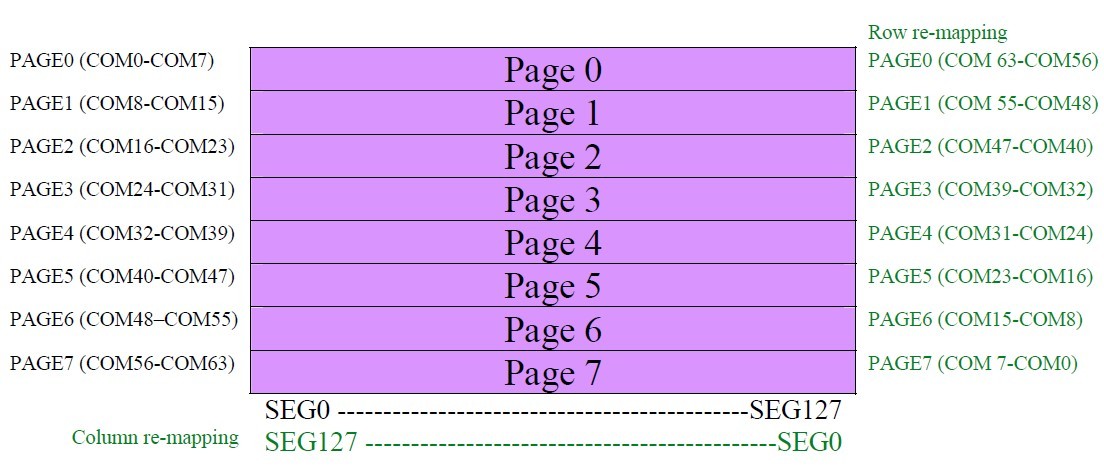 Row re-mapping
PAGE0 (COM0-COM7) Page 0 PAGE0 (COM 63-COM56)
PAGE1 (COM8-COM15) Page 1 PAGE1 (COM 55-COM48)
PAGE2 (COM16-COM23) Page 2 PAGE2 (COM47-COM40)
PAGE3 (COM24-COM31) Page 3 PAGE3 (COM39-COM32)
PAGE4 (COM32-COM39) Page 4 PAGE4 (COM31-COM24)
PAGE5 (COM40-COM47) Page 5 PAGE5 (COM23-COM16)
PAGE6 (COM48–COM55) Page 6 PAGE6 (COM15-COM8)
PAGE7 (COM56-COM63) Page 7 PAGE7 (COM 7-COM0)
SEG0 ---------------------------------------------SEG127
Column re-mapping SEG127 ---------------------------------------------SEG0